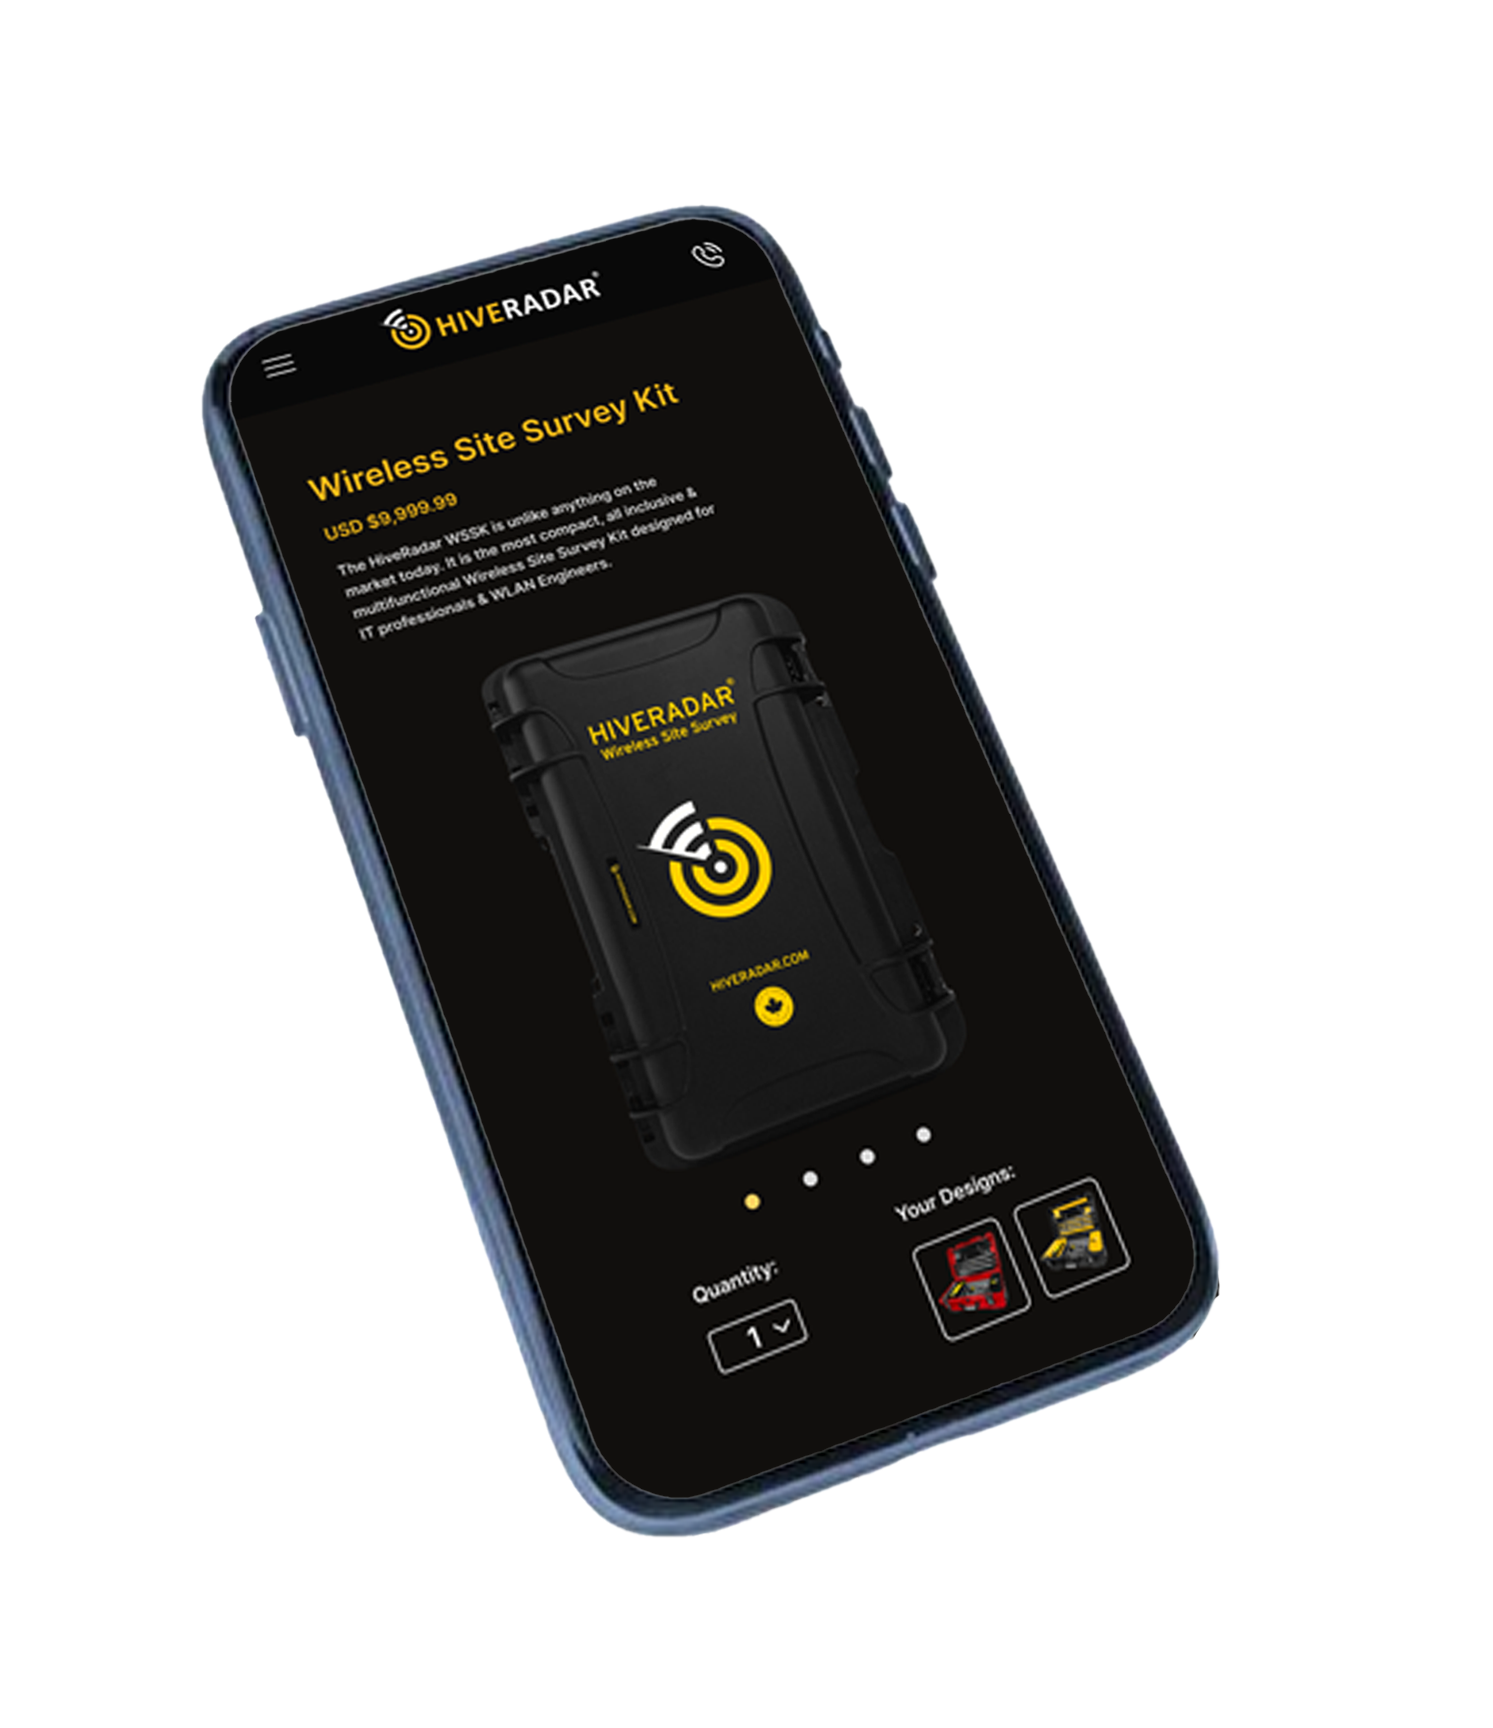 HIVERADAR®
Wireless Site Survey Kit
USD $9,999.99
The HiveRadar WSSK is unlike anything on the
market today. It is the most compact, all inclusive &
multifunctional Wireless Site Survey Kit designed for
IT professionals & WLAN Engineers.
HIVERADAR®
Wireless Site Survey
HIVERADAR.COM
Your Designs:
Quantity:
1